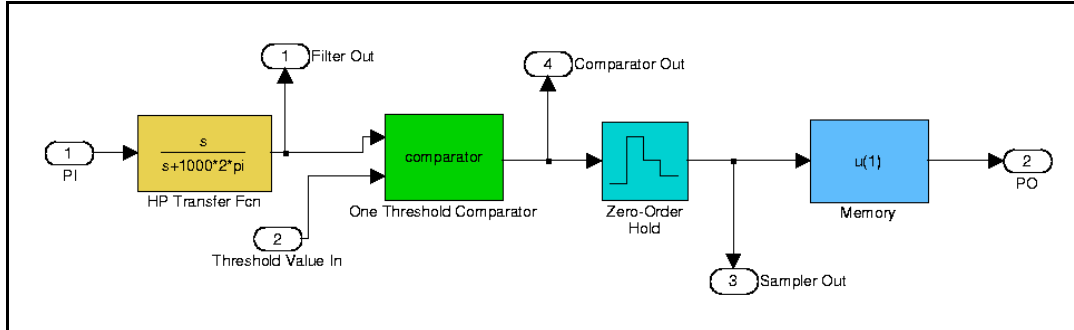 1
Filter Out
4
Comparator Out
1
PI
s
s+1000*2*pi
HP Transfer Fcn
comparator
One Threshold Comparator
2
Threshold Value In
Zero-Order
Hold
3
Sampler Out
u(1)
Memory
2
PO